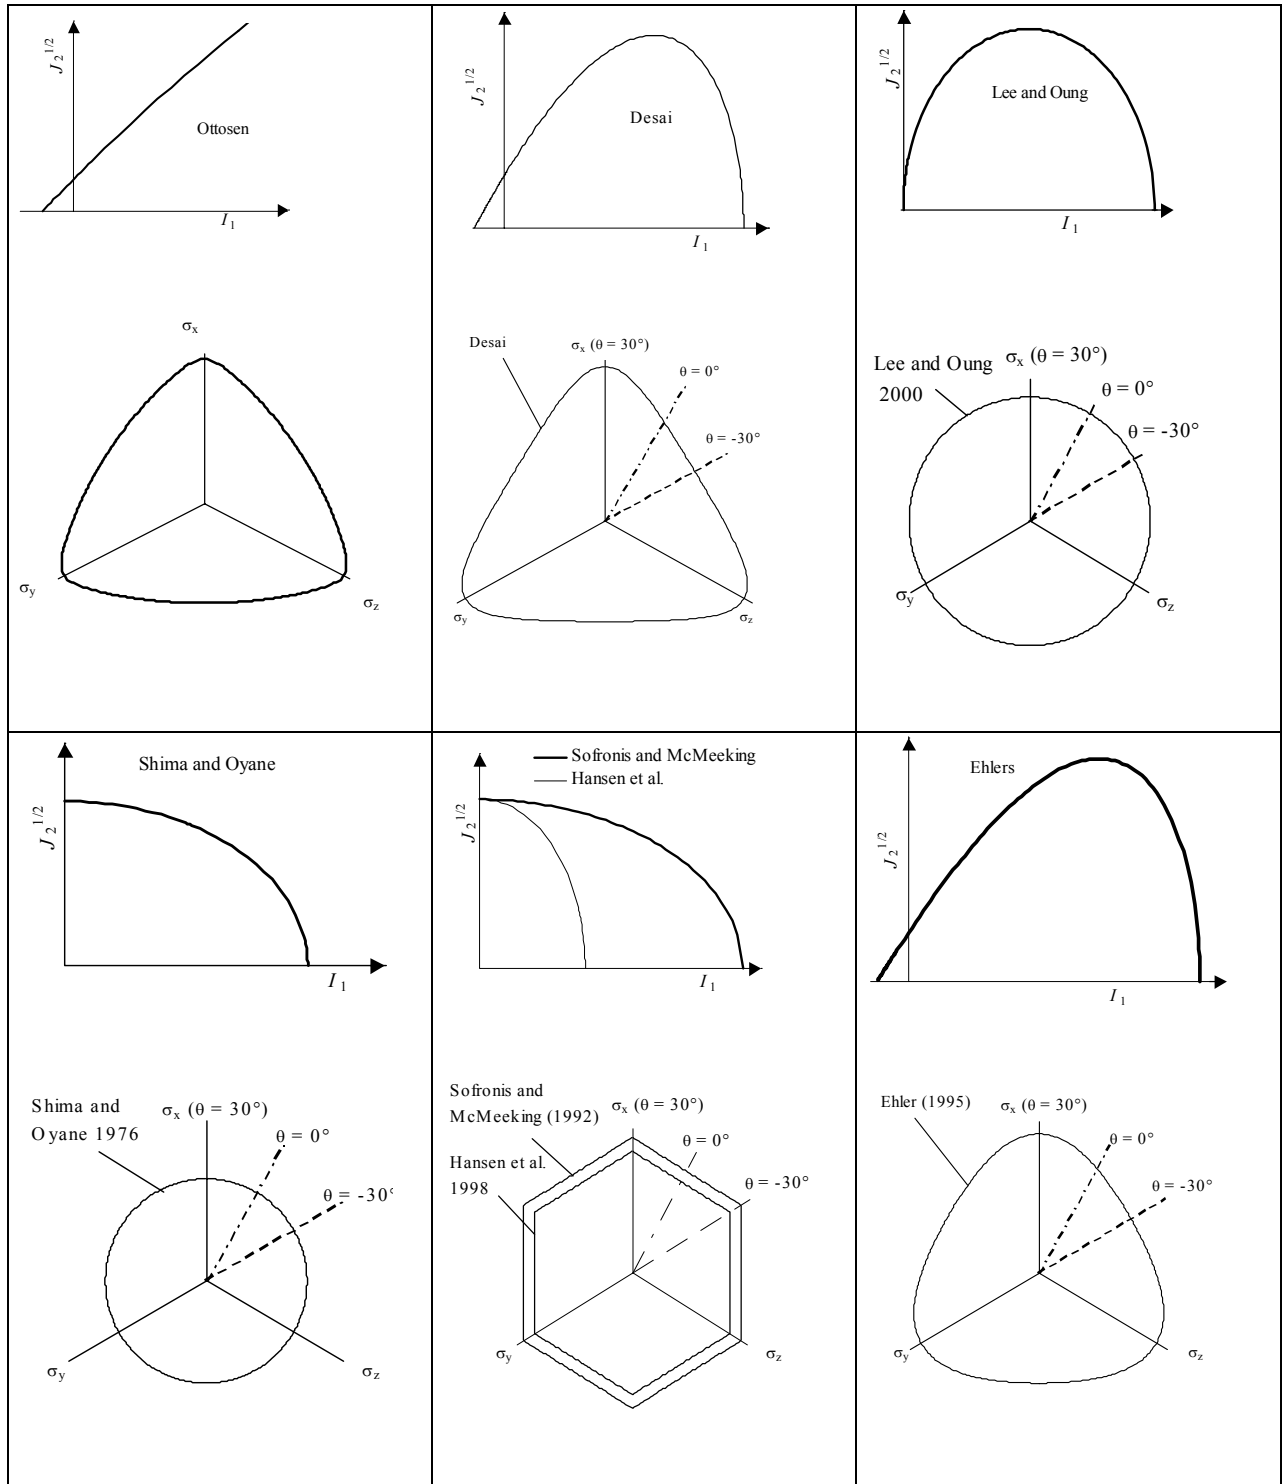 J2^1/2
Ottosen
I1
σx
σy
σz
J2^1/2
Desai
I1
Desai
σx (θ = 30°)
θ = 0°
θ = -30°
σy
σz
J2^1/2
Lee and Oung
I1
Lee and Oung
2000
σx (θ = 30°)
θ = 0°
θ = -30°
σy
σz
Shima and Oyane
J2^1/2
I1
Shima and
Oyane 1976
σx (θ = 30°)
θ = 0°
θ = -30°
σy
σz
Sofronis and McMeeking
Hansen et al.
J2^1/2
I1
Sofronis and
McMeeking (1992)
σx (θ = 30°)
θ = 0°
Hansen et al.
1998
θ = -30°
σy
σz
Ehlers
J2^1/2
I1
Ehler (1995)
σx (θ = 30°)
θ = 0°
θ = -30°
σy
σz